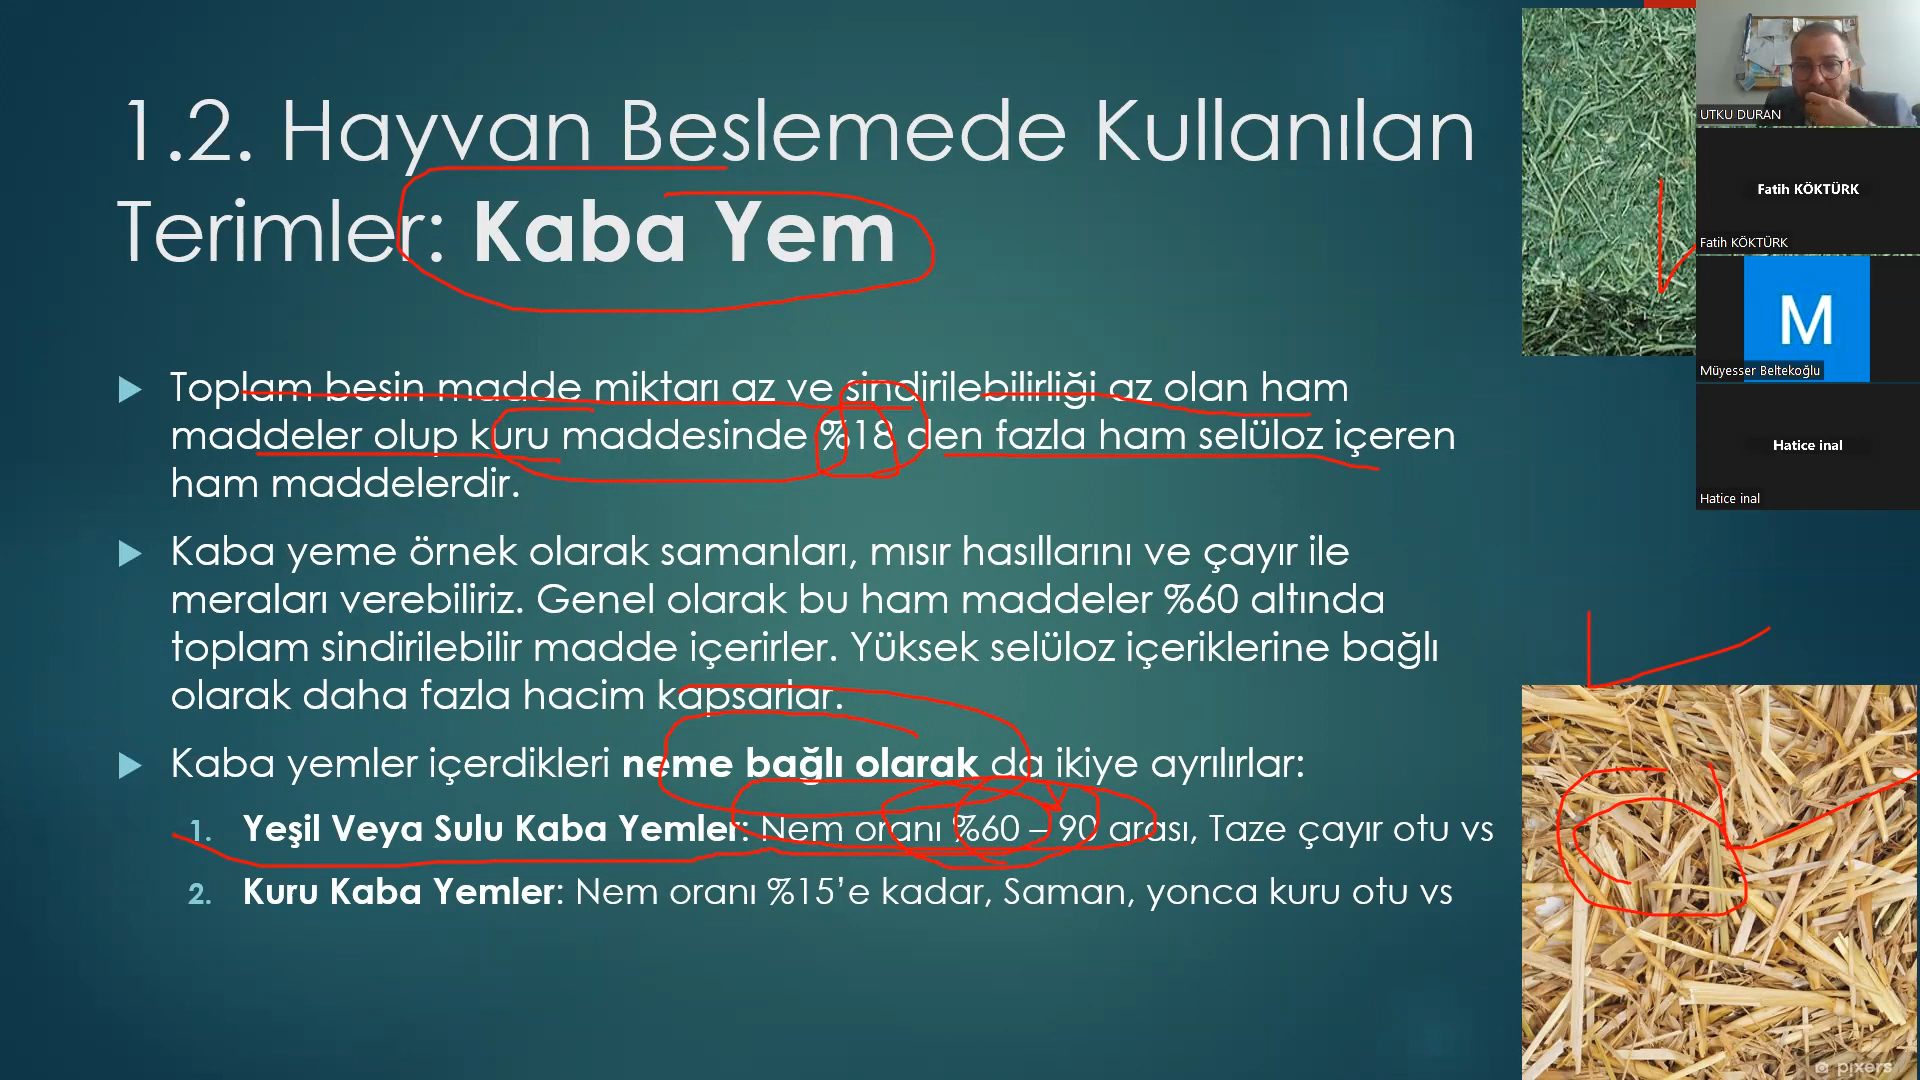 1.2. Hayvan Beslemede Kullanılan
Terimler: Kaba Yem
Toplam besin madde miktarı az ve sindirilebilirliği az olan ham
maddeler olup kuru maddesinde %18 den fazla ham selüloz içeren
ham maddelerdir.
Kaba yeme örnek olarak samanları, mısır hasıllarını ve çayır ile
meraları verebiliriz. Genel olarak bu ham maddeler %60 altında
toplam sindirilebilir madde içerirler. Yüksek selüloz içeriklerine bağlı
olarak daha fazla hacim kapsarlar.
Kaba yemler içerdikleri neme bağlı olarak da ikiye ayrılırlar:
1. Yeşil Veya Sulu Kaba Yemler: Nem oranı %60 – 90 arası, Taze çayır otu vs
2. Kuru Kaba Yemler: Nem oranı %15’e kadar, Saman, yonca kuru otu vs
UTKU DURAN
Fatih KÖKTÜRK
Fatih KÖKTÜRK
M
Müyesser Beltekoğlu
Hatice inal
Hatice inal
pixers